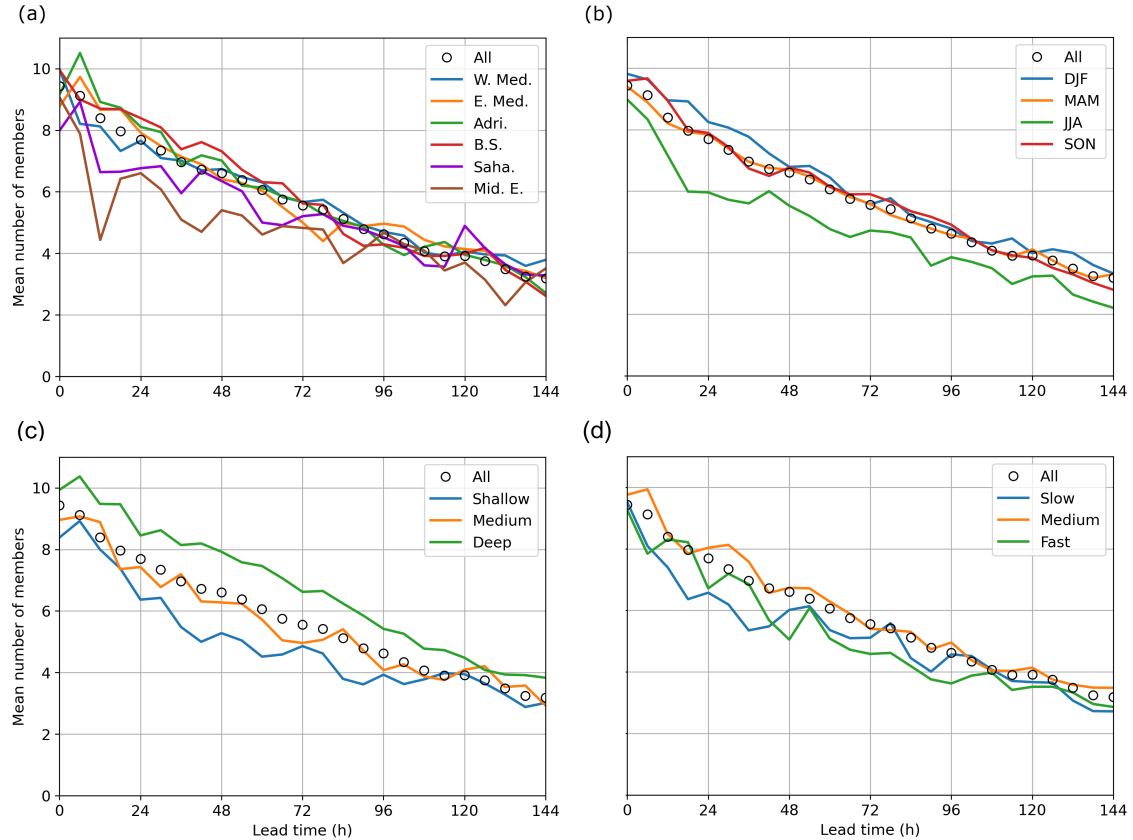 (a)
(b)
Mean number of members
10
8
6
4
2
0
0 24 48 72 96 120 144
All
W. Med.
E. Med.
Adri.
B.S.
Saha.
Mid. E.
0 24 48 72 96 120 144
All
DJF
MAM
JJA
SON
(c)
(d)
Mean number of members
10
8
6
4
2
0
0 24 48 72 96 120 144
Lead time (h)
All
Shallow
Medium
Deep
0 24 48 72 96 120 144
Lead time (h)
All
Slow
Medium
Fast